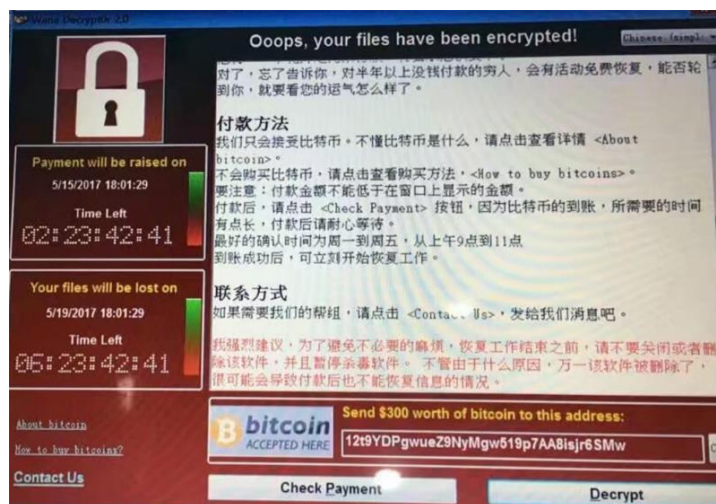 Wana Decrypt0r 2.0
Ooops, your files have been encrypted!
Payment will be raised on
5/15/2017 18:01:29
Time Left
02:23:42:41
Your files will be lost on
5/19/2017 18:01:29
Time Left
06:23:42:41
About bitcoin
How to buy bitcoins?
Contact Us
对了，忘了告诉你，对半年以上没钱付款的穷人，会有活动免费恢复，能否轮
到你，就要看您的运气怎么样了。
付款方法
我们只会接受比特币。不懂比特币是什么，请点击查看详情 <About
bitcoin>。
不会购买比特币，请点击查看购买方法，<How to buy bitcoins>。
要注意：付款金额不能低于在窗口上显示的金额。
付款后，请点击 <Check Payment> 按钮，因为比特币的到账，所需要的时间
有点长，付款后请耐心等待。
最好的确认时间为周一到周五，从上午9点到11点
到账成功后，可立刻开始恢复工作。
联系方式
如果需要我们的帮组，请点击 <Contact Us>，发给我们消息吧。
我强烈建议，为了避免不必要的麻烦，恢复工作结束之前，请不要关闭或者删
除该软件，并且暂停杀毒软件。 不管由于什么原因，万一该软件被删除了，
很可能会导致付款后也不能恢复信息的情况。
bitcoin
ACCEPTED HERE
Send $300 worth of bitcoin to this address:
12t9YDPgwueZ9NyMgw519p7AA8isjr6SMw
Check Payment
Decrypt